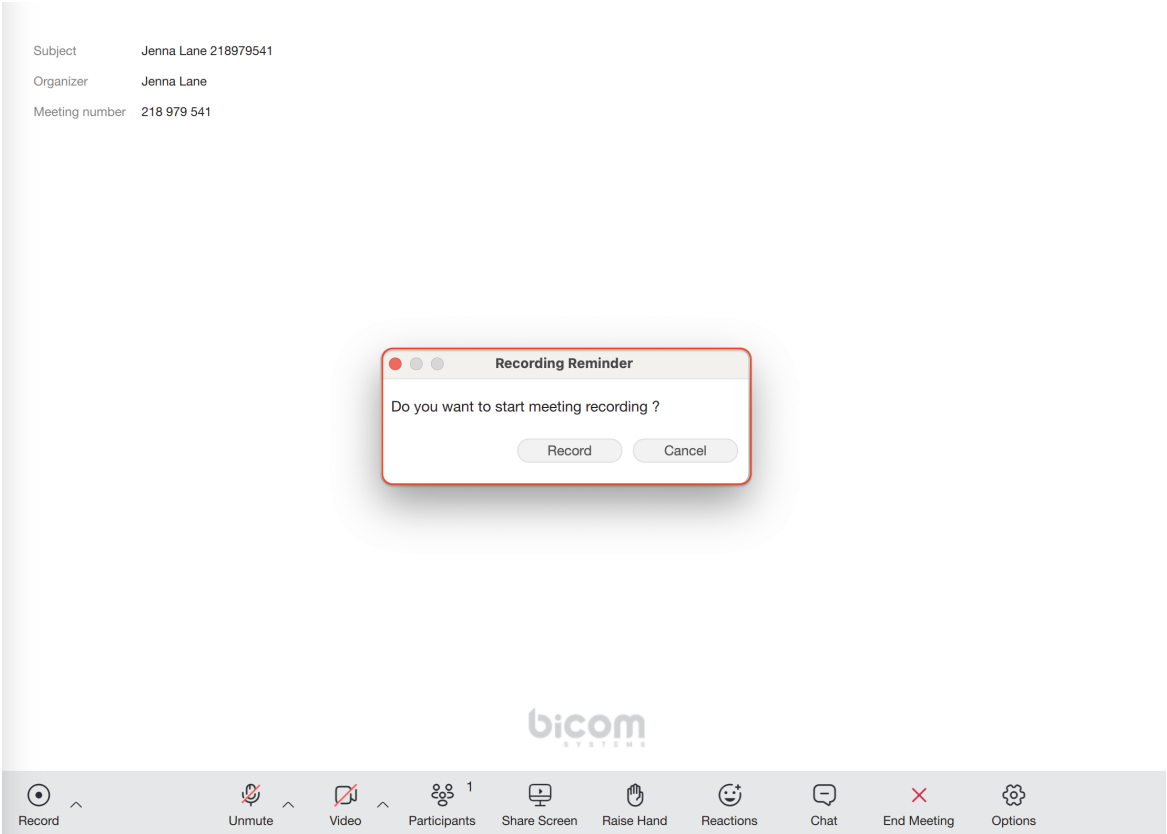 Subject Jenna Lane 218979541
Organizer Jenna Lane
Meeting number 218 979 541
Recording Reminder
Do you want to start meeting recording ?
Record Cancel
bicom
SYSTEMS
1
Record Unmute Video Participants Share Screen Raise Hand Reactions Chat End Meeting Options